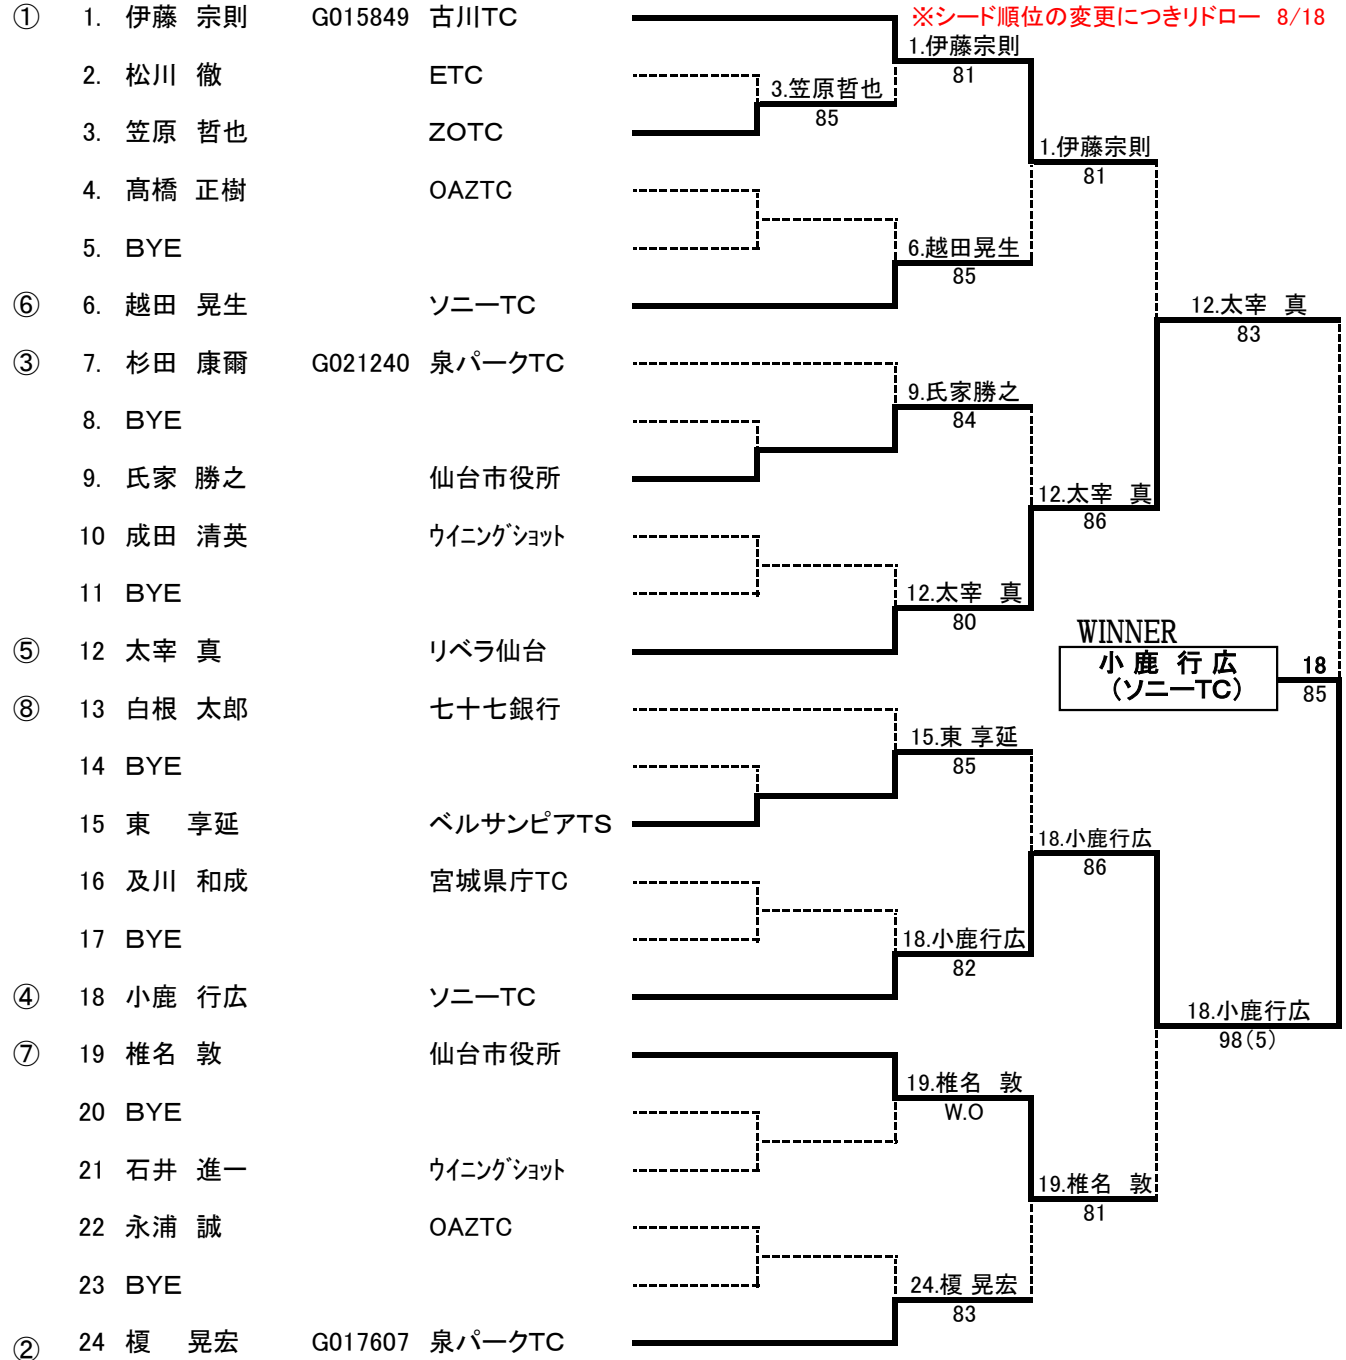 ① 1. 伊藤 宗則 G015849 古川TC
※シード順位の変更につきリドロー 8/18
1.伊藤宗則
81
2. 松川 徹 ETC
3.笠原哲也
85
3. 笠原 哲也 ZOTC
1.伊藤宗則
81
4. 髙橋 正樹 OAZTC
5. BYE
6.越田晃生
85
⑥ 6. 越田 晃生 ソニーTC
12.太宰 真
83
③ 7. 杉田 康爾 G021240 泉パークTC
9.氏家勝之
84
8. BYE
9. 氏家 勝之 仙台市役所
12.太宰 真
86
10 成田 清英 ウイニングショット
11 BYE
12.太宰 真
80
⑤ 12 太宰 真 リベラ仙台
WINNER
小 鹿 行 広
(ソニーTC)
18
85
⑧ 13 白根 太郎 七十七銀行
15.東 享延
85
14 BYE
15 東 享延 ベルサンピアTS
18.小鹿行広
86
16 及川 和成 宮城県庁TC
17 BYE
18.小鹿行広
82
④ 18 小鹿 行広 ソニーTC
18.小鹿行広
98(5)
⑦ 19 椎名 敦 仙台市役所
19.椎名 敦
W.O
20 BYE
21 石井 進一 ウイニングショット
19.椎名 敦
81
22 永浦 誠 OAZTC
23 BYE
24.榎 晃宏
83
② 24 榎 晃宏 G017607 泉パークTC